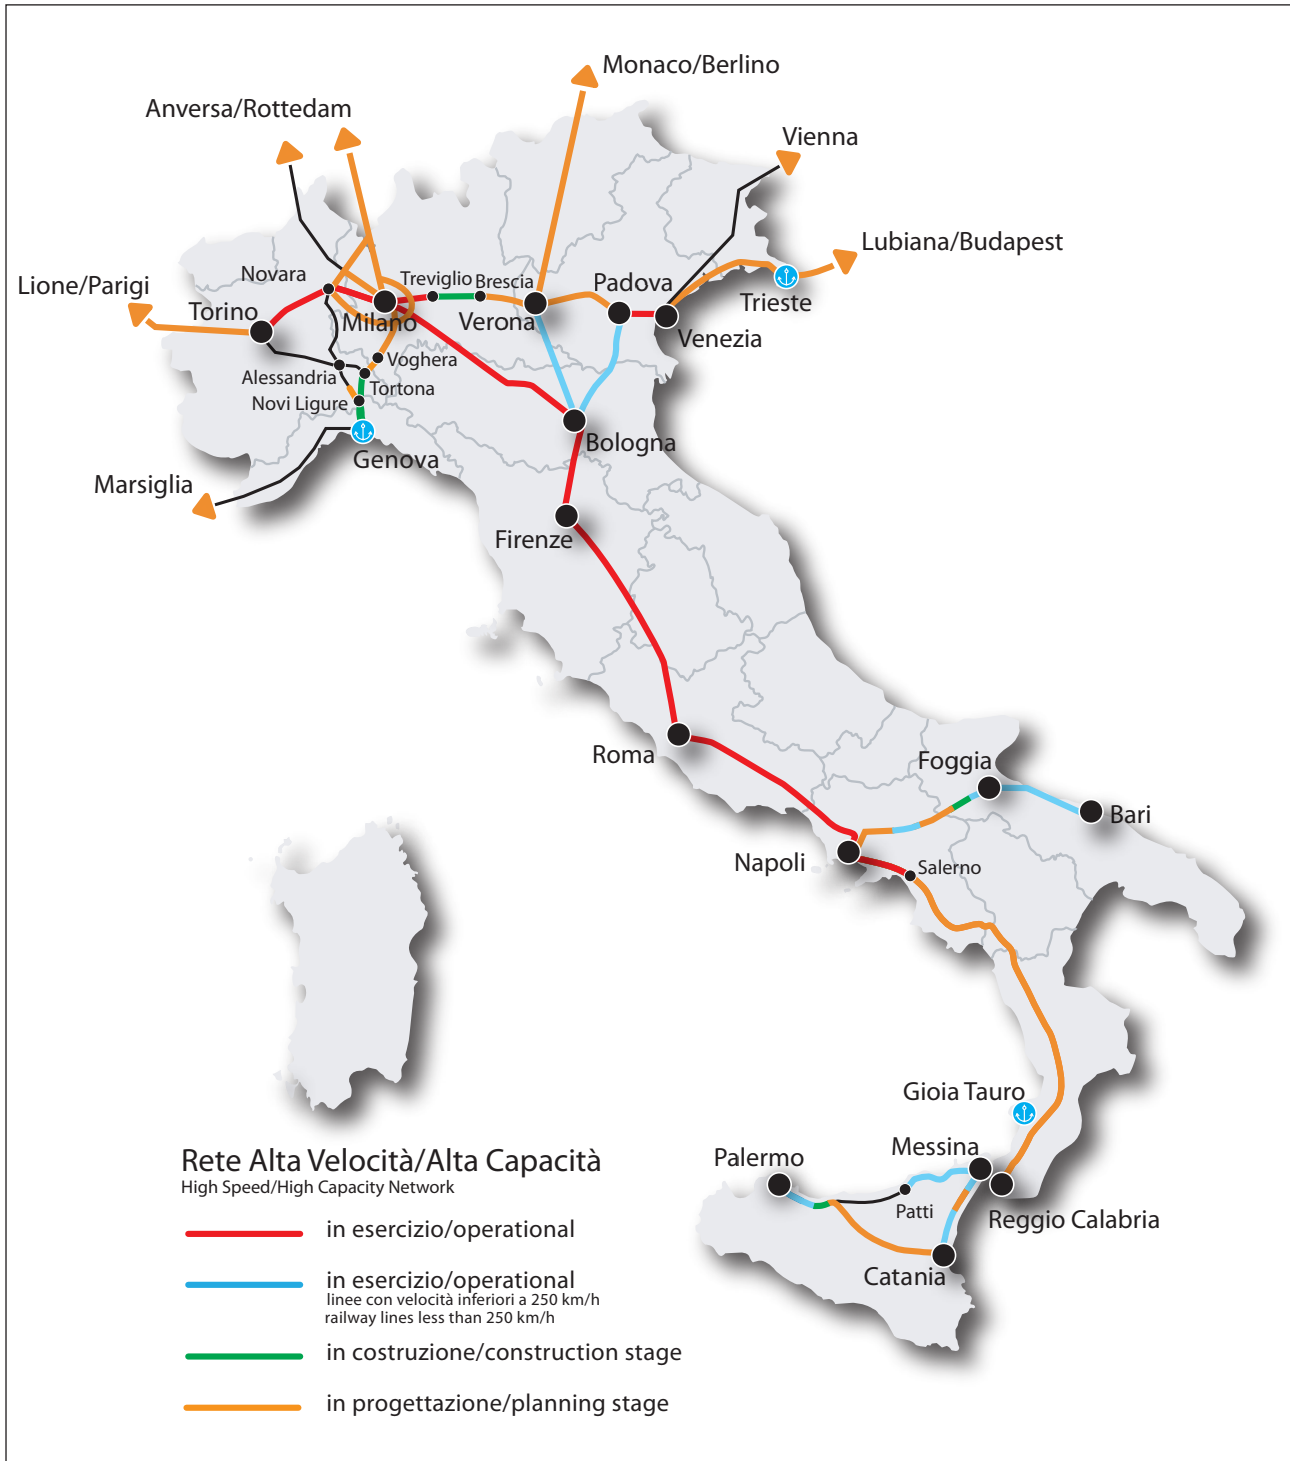 Monaco/Berlino
Anversa/Rottedam
Vienna
Lubiana/Budapest
Lione/Parigi
Novara
Treviglio
Brescia
Padova
Trieste
Torino
Milano
Verona
Venezia
Voghera
Alessandria
Tortona
Novi Ligure
Bologna
Genova
Marsiglia
Firenze
Roma
Foggia
Bari
Napoli
Salerno
Gioia Tauro
Messina
Palermo
Patti
Reggio Calabria
Catania
Rete Alta Velocità/Alta Capacità
High Speed/High Capacity Network
in esercizio/operational
in esercizio/operational
linee con velocità inferiori a 250 km/h
railway lines less than 250 km/h
in costruzione/construction stage
in progettazione/planning stage